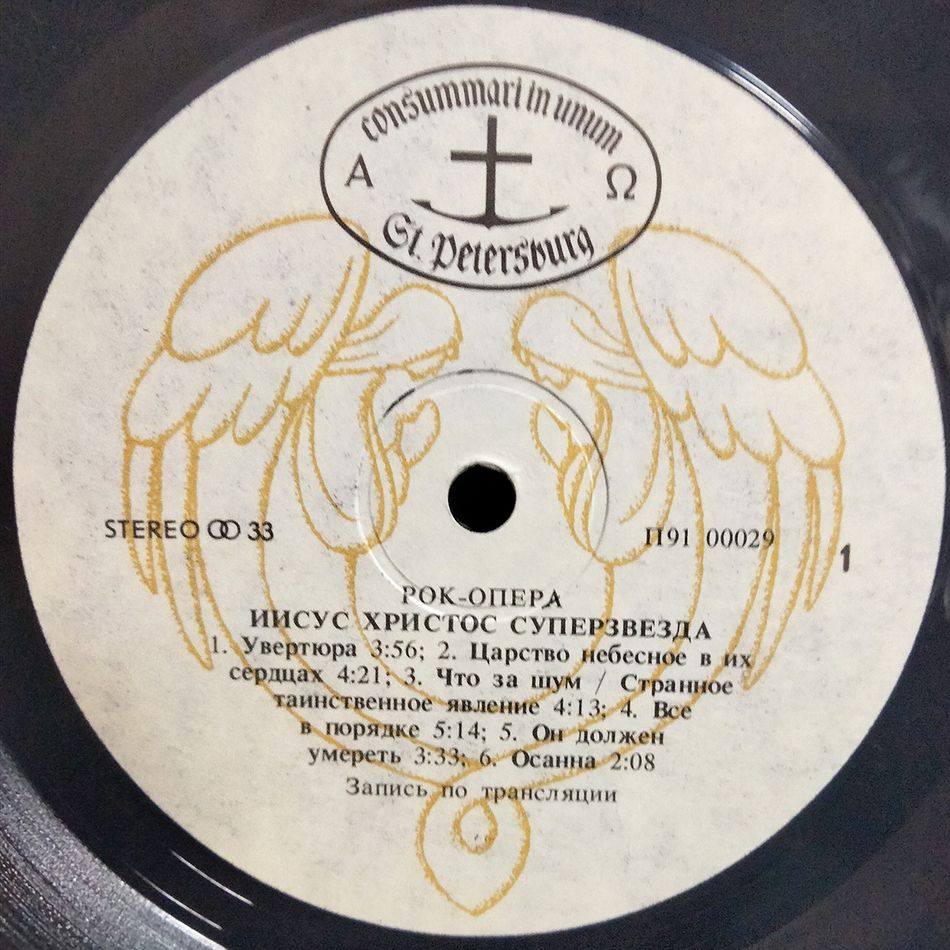 consummari in unum
Α Ω
St. Petersburg
STEREO ꝎO 33
П91 00029
1
РОК-ОПЕРА
ИИСУС ХРИСТОС СУПЕРЗВЕЗДА
1. Увертюра 3:56; 2. Царство небесное в их
сердцах 4:21; 3. Что за шум / Странное
таинственное явление 4:13; 4. Все
в порядке 5:14; 5. Он должен
умереть 3:33; 6. Осанна 2:08
Запись по трансляции